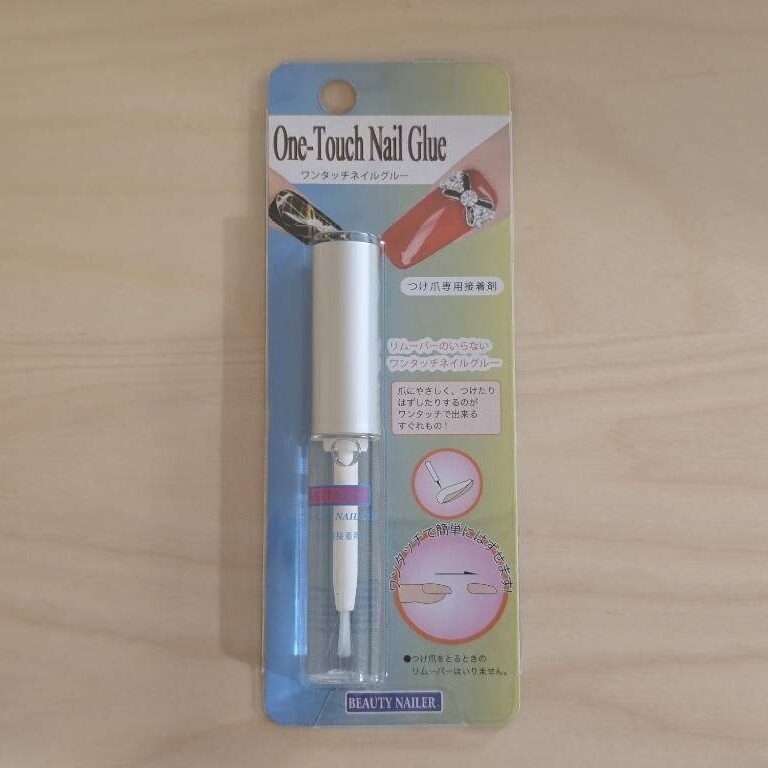 One-Touch Nail Glue
ワンタッチネイルグルー
つけ爪専用接着剤
リムーバーのいらない
ワンタッチネイルグルー
爪にやさしく、つけたり
はずしたりするのが
ワンタッチで出来る
すぐれもの!
NAIL
接着剤
ワンタッチで簡単にはずせます!
●つけ爪をとるときの
リムーバーはいりません。
BEAUTY NAILER